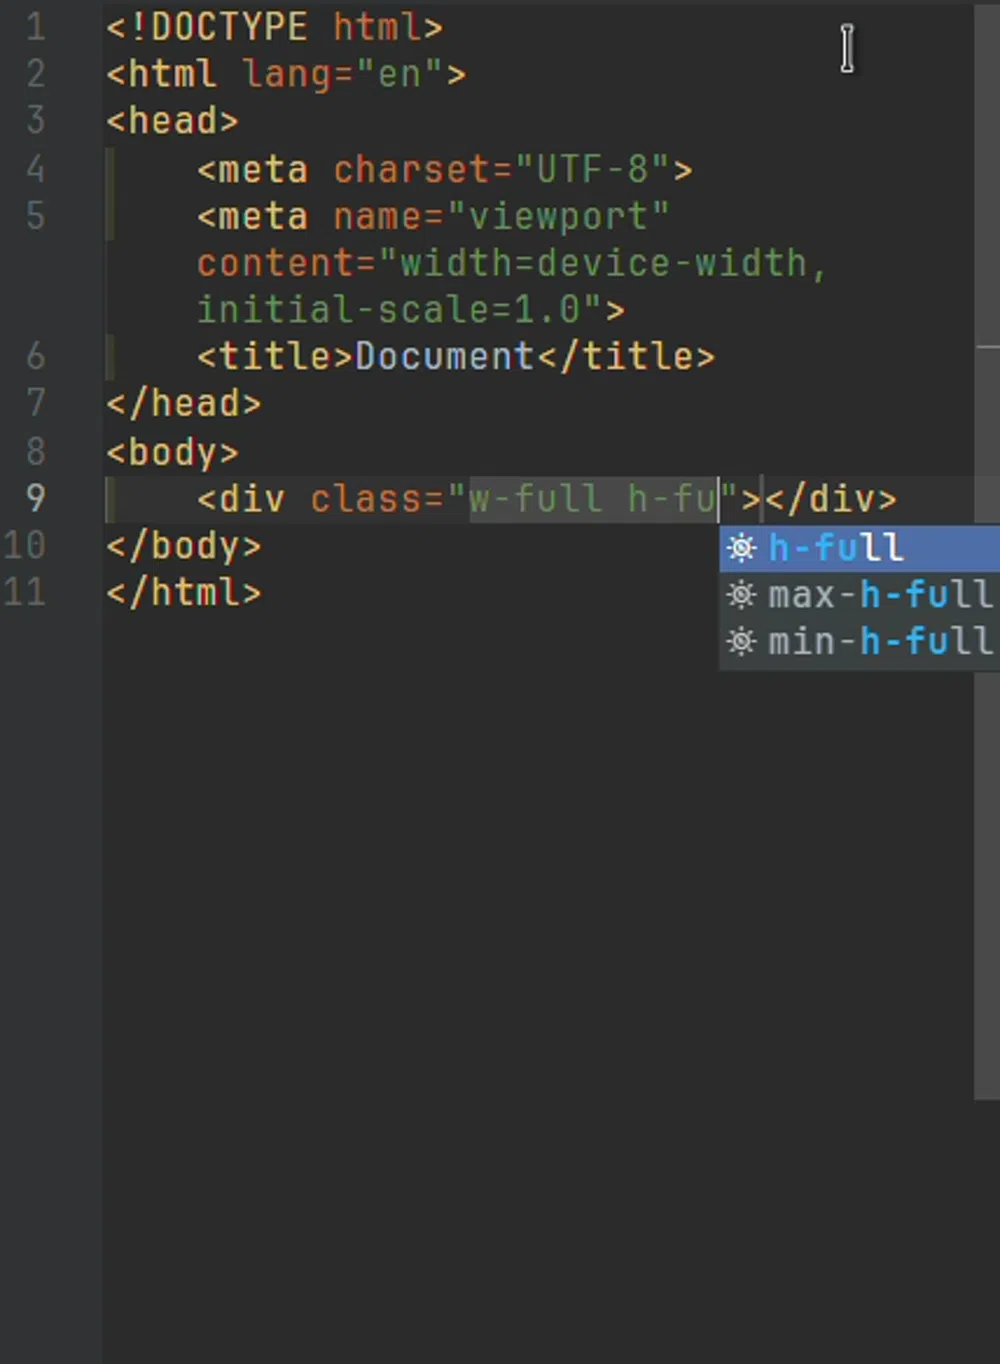 1 <!DOCTYPE html>
2 <html lang="en">
3 <head>
4     <meta charset="UTF-8">
5     <meta name="viewport"
    content="width=device-width,
    initial-scale=1.0">
6     <title>Document</title>
7 </head>
8 <body>
9     <div class="w-full h-fu"></div>
h-full
10 </body>
max-h-full
11 </html>
min-h-full